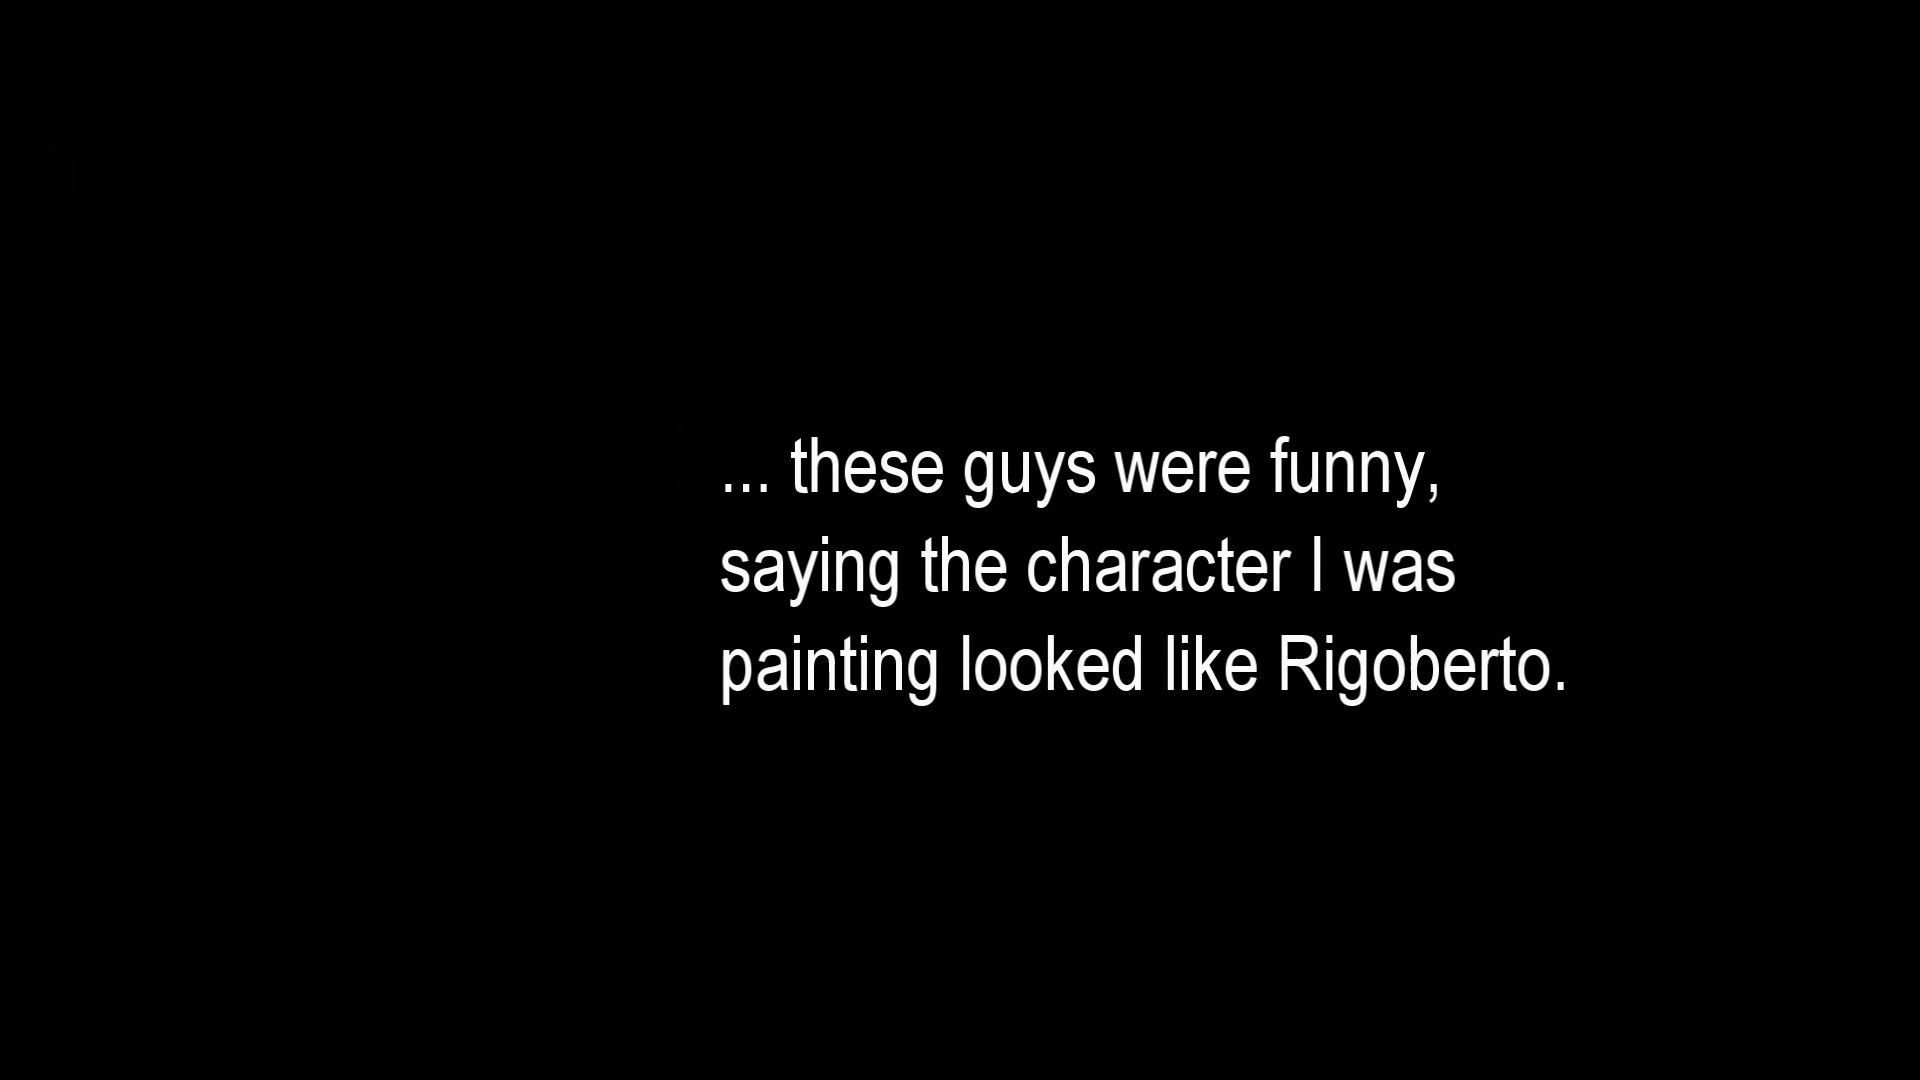 ... these guys were funny,
saying the character I was
painting looked like Rigoberto.